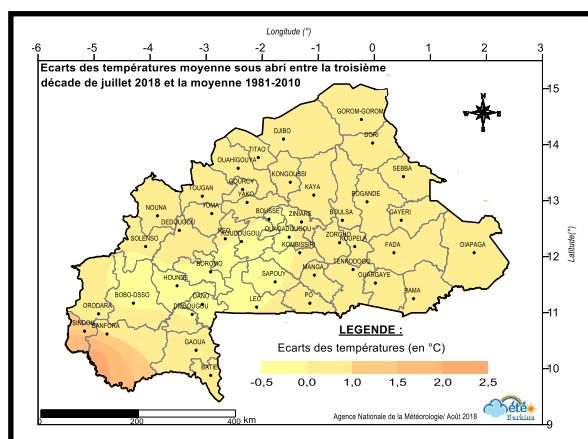 Longitude (°)
-6 -5 -4 -3 -2 -1 0 1 2 3
Ecarts des températures moyenne sous abri entre la troisième
décade de juillet 2018 et la moyenne 1981-2010
15
N
W E
S
GOROM-GOROM
DJIBO
DORI
14
TITAO
OUAHIGOUYA
KONGOUSSI
SEBBA
GOURCY
TOUGAN
KAYA
YAKO
BOGANDE
13
NOUNA
TOMA
BOUSSE
ZINIARE
BOULSA
GAYERI
DEDOUGOU
OUAGADOUGOU
REO
KOUDOUGOU
ZORGHO
KOUPELA
SOLENSO
KOMBISSIRI
FADA
DIAPAGA
12
Latitude(°)
BOROMO
TENKODOGO
HOUNDE
SAPOUY
MANGA
OUARGAYE
BOBO-DSSO
DANO
LEO
PO
PAMA
ORODARA
DIEBOUGOU
11
SINDOU
BANFORA
LEGENDE :
GAOUA
Ecarts des températures (en °C)
10
BATIE
-0,5 0,0 1,0 1,5 2,0 2,5
météo
Burkina
0 200 400 km
Agence Nationale de la Météorologie/ Août 2018
9